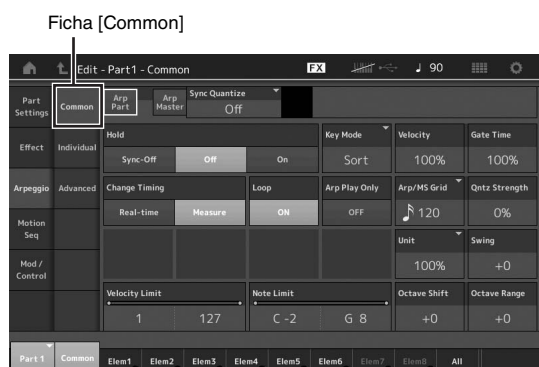 Ficha [Common]
Edit - Part1 - Common
FX
90
Part Settings
Common
Arp Part
Arp Master
Sync Quantize
Off
Effect
Individual
Hold
Sync-Off
Off
On
Key Mode
Sort
Velocity
100%
Gate Time
100%
Arpeggio
Advanced
Change Timing
Real-time
Measure
Loop
ON
Arp Play Only
OFF
Arp/MS Grid
120
Qntz Strength
0%
Motion Seq
Unit
100%
Swing
+0
Mod / Control
Velocity Limit
1
127
Note Limit
C -2
G 8
Octave Shift
+0
Octave Range
+0
Part 1
Common
Elem1
Elem2
Elem3
Elem4
Elem5
Elem6
Elem7
Elem8
All